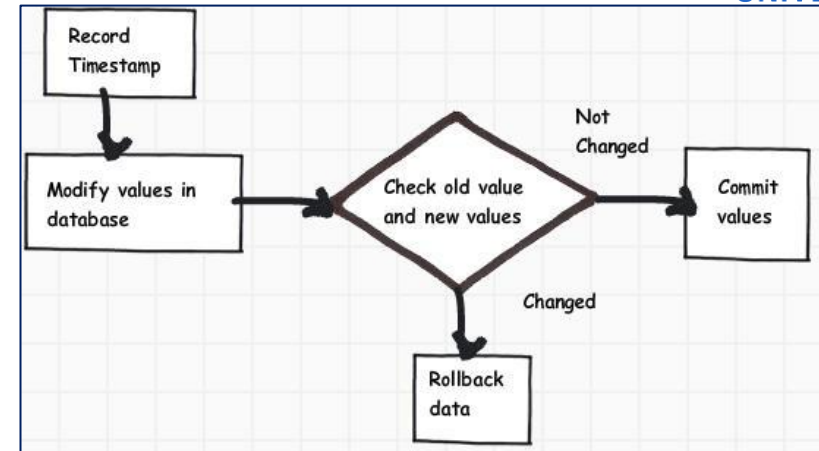 Record
Timestamp
Modify values in
database
Check old value
and new values
Not
Changed
Commit
values
Changed
Rollback
data